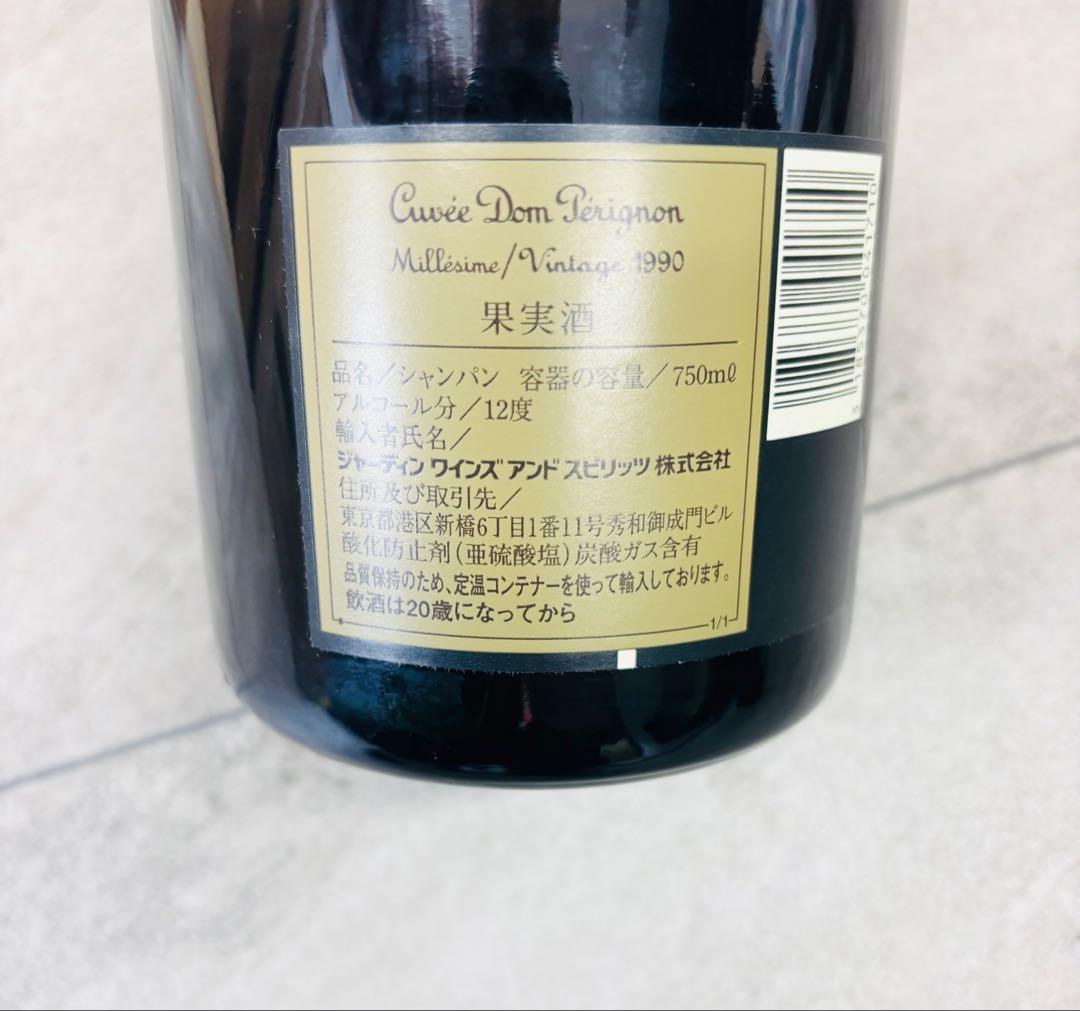 Cuvée Dom Pérignon
Millésime/Vintage 1990
果実酒
品名/シャンパン 容器の容量/750mℓ
アルコール分/12度
輸入者氏名/
ジャーディン ワインズ アンド スピリッツ 株式会社
住所及び取引先/
東京都港区新橋6丁目1番11号秀和御成門ビル
酸化防止剤(亜硫酸塩)炭酸ガス含有
品質保持のため、定温コンテナーを使って輸入しております。
飲酒は20歳になってから
1/1
3 185370 041710